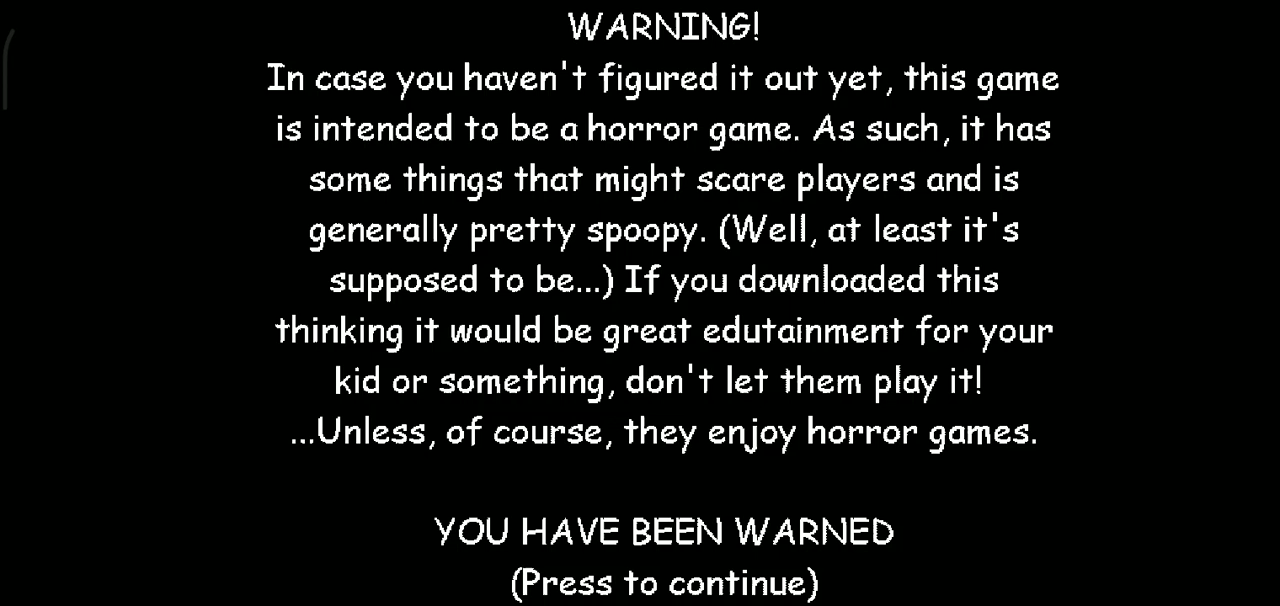 WARNING!
In case you haven't figured it out yet, this game
is intended to be a horror game. As such, it has
some things that might scare players and is
generally pretty spoopy. (Well, at least it's
supposed to be...) If you downloaded this
thinking it would be great edutainment for your
kid or something, don't let them play it!
...Unless, of course, they enjoy horror games.
YOU HAVE BEEN WARNED
(Press to continue)